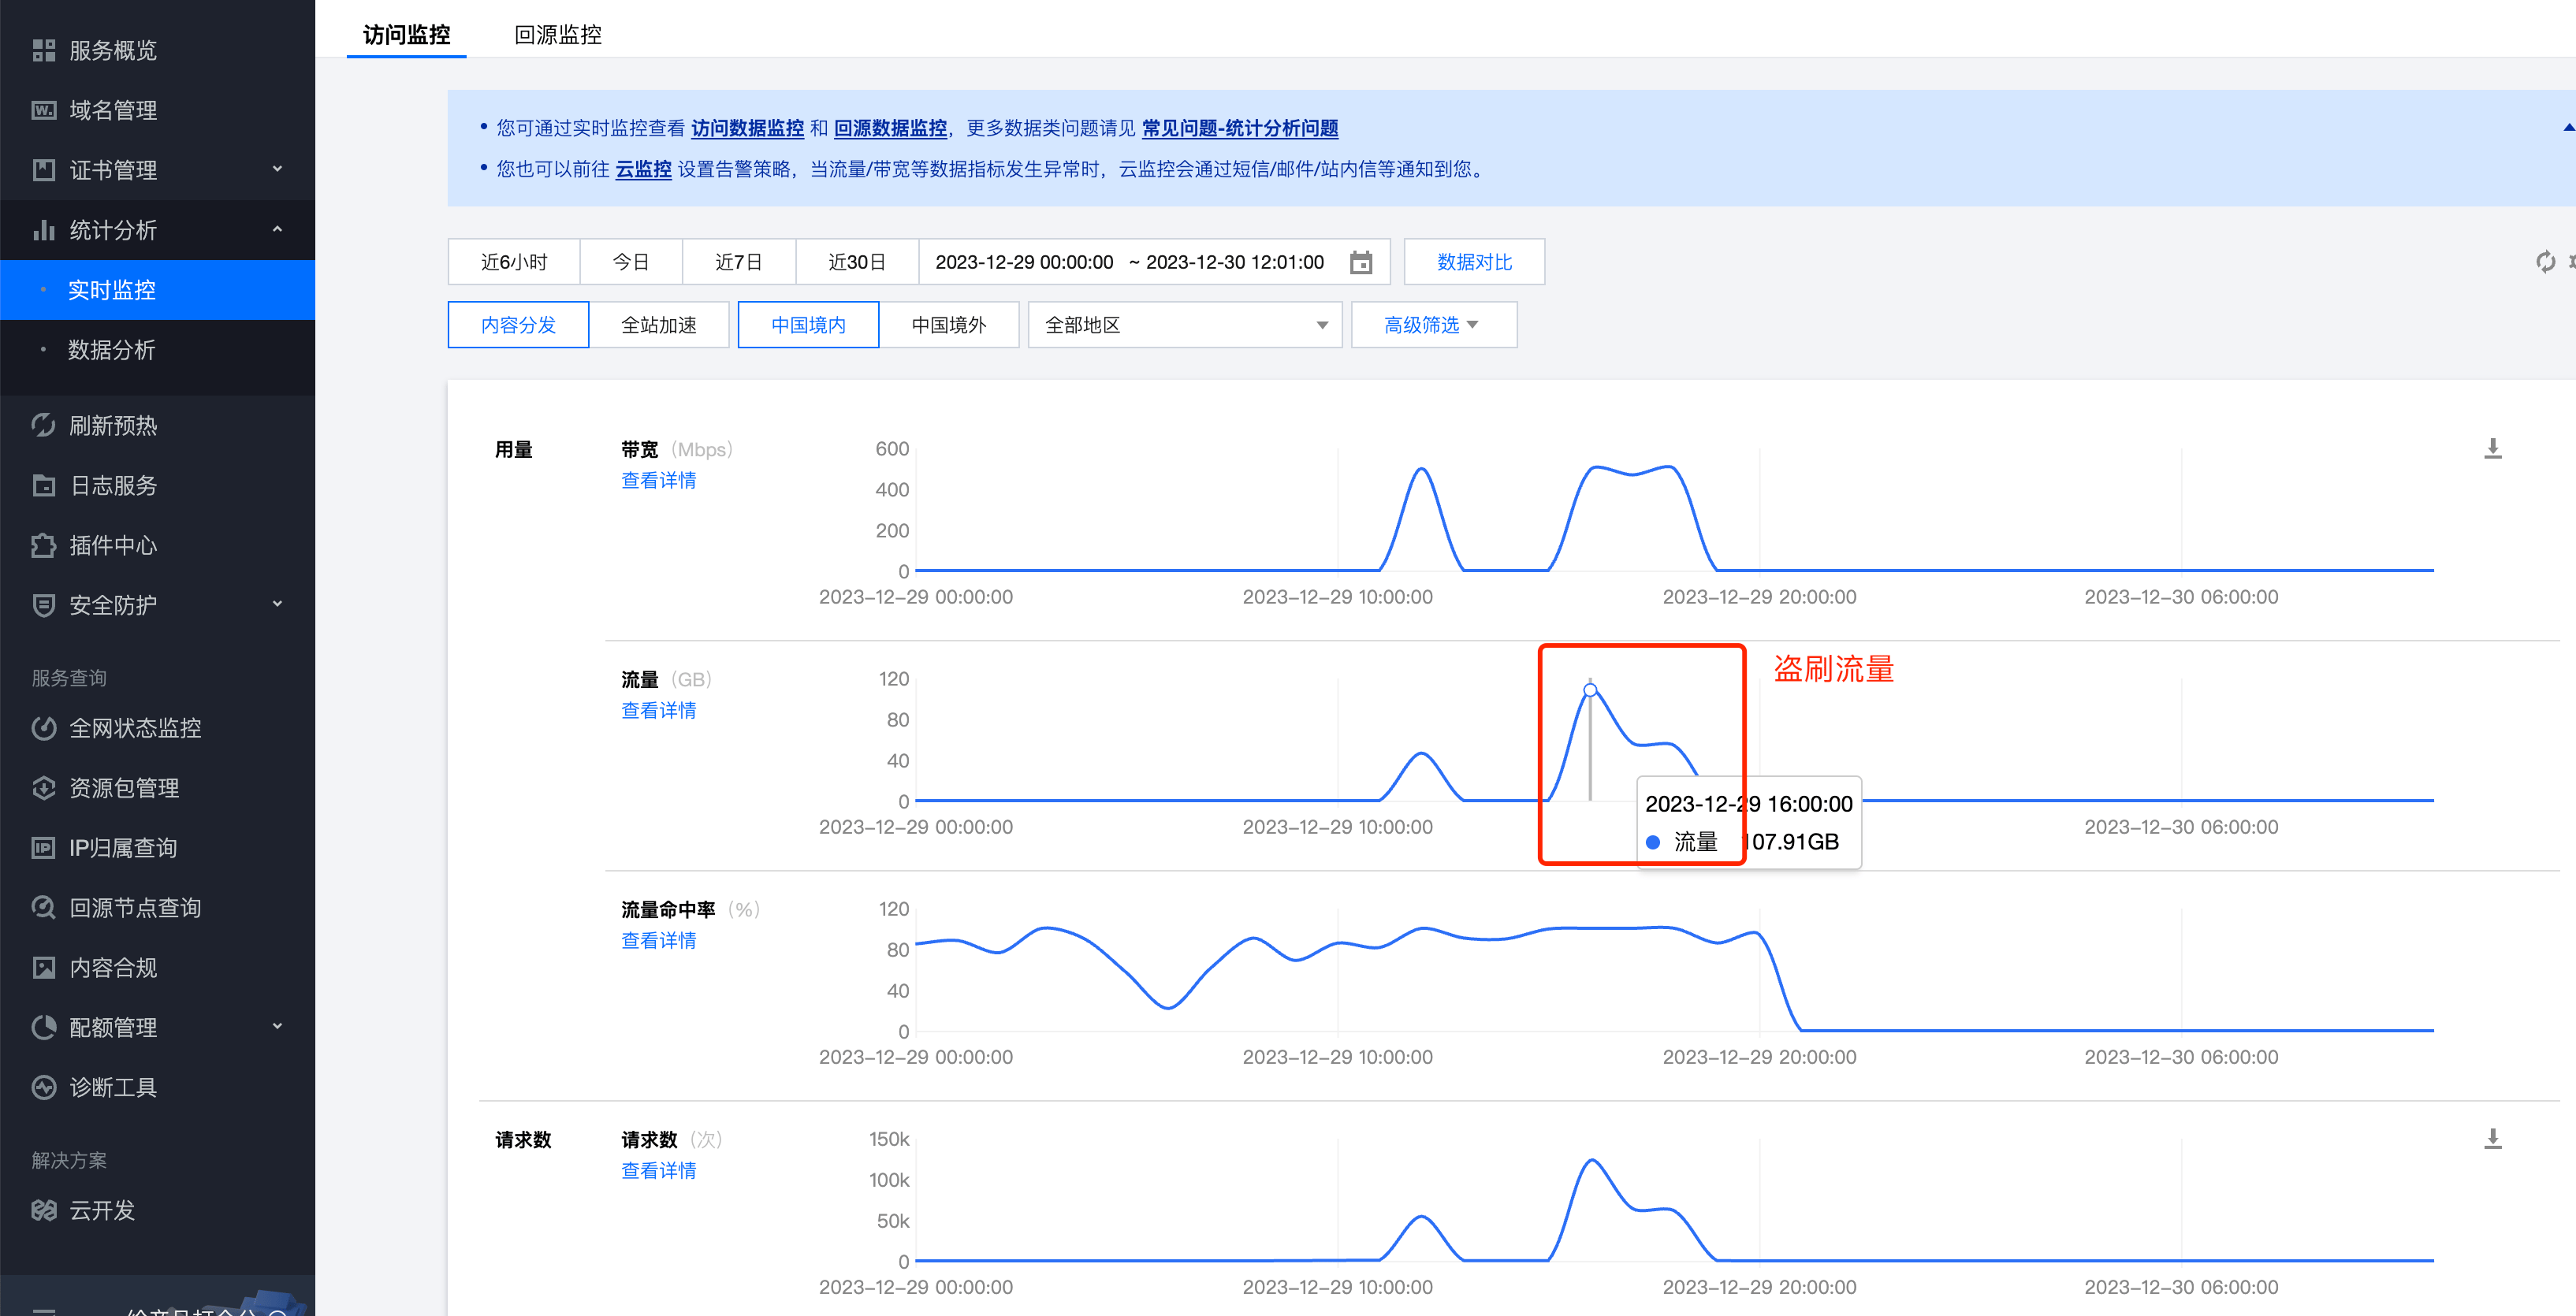 服务概览
域名管理
证书管理
统计分析
实时监控
数据分析
刷新预热
日志服务
插件中心
安全防护
服务查询
全网状态监控
资源包管理
IP归属查询
回源节点查询
内容合规
配额管理
诊断工具
解决方案
云开发
访问监控 回源监控
• 您可通过实时监控查看 访问数据监控 和 回源数据监控，更多数据类问题请见 常见问题-统计分析问题
• 您也可以前往 云监控 设置告警策略，当流量/带宽等数据指标发生异常时，云监控会通过短信/邮件/站内信等通知到您。
近6小时 今日 近7日 近30日 2023-12-29 00:00:00 ~ 2023-12-30 12:01:00 数据对比
内容分发 全站加速 中国境内 中国境外 全部地区 高级筛选
用量 带宽 (Mbps)
查看详情
600
400
200
0
2023-12-29 00:00:00 2023-12-29 10:00:00 2023-12-29 20:00:00 2023-12-30 06:00:00
流量 (GB)
查看详情
盗刷流量
120
80
40
0
2023-12-29 16:00:00
流量 107.91GB
2023-12-29 00:00:00 2023-12-29 10:00:00 2023-12-30 06:00:00
流量命中率 (%)
查看详情
120
80
40
0
2023-12-29 00:00:00 2023-12-29 10:00:00 2023-12-29 20:00:00 2023-12-30 06:00:00
请求数 请求数 (次)
查看详情
150k
100k
50k
0
2023-12-29 00:00:00 2023-12-29 10:00:00 2023-12-29 20:00:00 2023-12-30 06:00:00